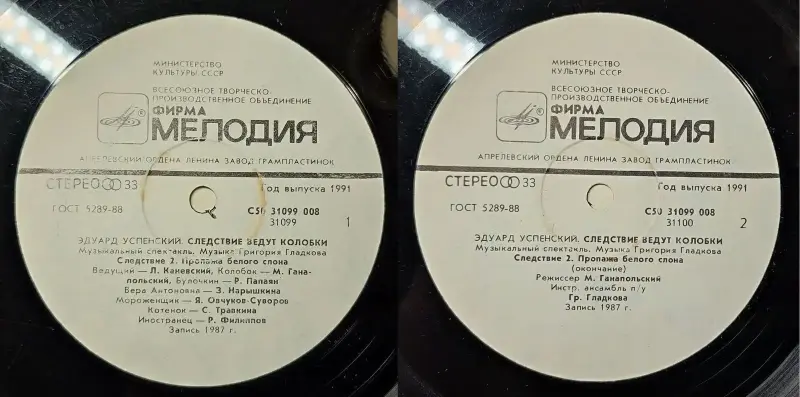 МИНИСТЕРСТВО
КУЛЬТУРЫ СССР
ВСЕСОЮЗНОЕ ТВОРЧЕСКО-
ПРОИЗВОДСТВЕННОЕ ОБЪЕДИНЕНИЕ
ФИРМА
МЕЛОДИЯ
АПРЕЛЕВСКИЙ ОРДЕНА ЛЕНИНА ЗАВОД ГРАМПЛАСТИНОК
СТЕРЕО 33
Год выпуска 1991
ГОСТ 5289-88
С50 31099 008
31099
1
ЭДУАРД УСПЕНСКИЙ. СЛЕДСТВИЕ ВЕДУТ КОЛОБКИ
Музыкальный спектакль. Музыка Григория Гладкова
Следствие 2. Пропажа белого слона
Ведущий — Л. Каневский, Колобок — М. Гана-
польский, Булочкин — Р. Папаян
Вера Антоновна — З. Нарышкина
Мороженщик — Я. Овчуков-Суворов
Котенок — С. Травкина
Иностранец — Р. Филиппов
Запись 1987 г.
МИНИСТЕРСТВО
КУЛЬТУРЫ СССР
ВСЕСОЮЗНОЕ ТВОРЧЕСКО-
ПРОИЗВОДСТВЕННОЕ ОБЪЕДИНЕНИЕ
ФИРМА
МЕЛОДИЯ
АПРЕЛЕВСКИЙ ОРДЕНА ЛЕНИНА ЗАВОД ГРАМПЛАСТИНОК
СТЕРЕО 33
Год выпуска 1991
ГОСТ 5289-88
С50 31099 008
31100
2
ЭДУАРД УСПЕНСКИЙ. СЛЕДСТВИЕ ВЕДУТ КОЛОБКИ
Музыкальный спектакль. Музыка Григория Гладкова
Следствие 2. Пропажа белого слона
(окончание)
Режиссер М. Ганапольский
Инстр. ансамбль п/у
Гр. Гладкова
Запись 1987 г.